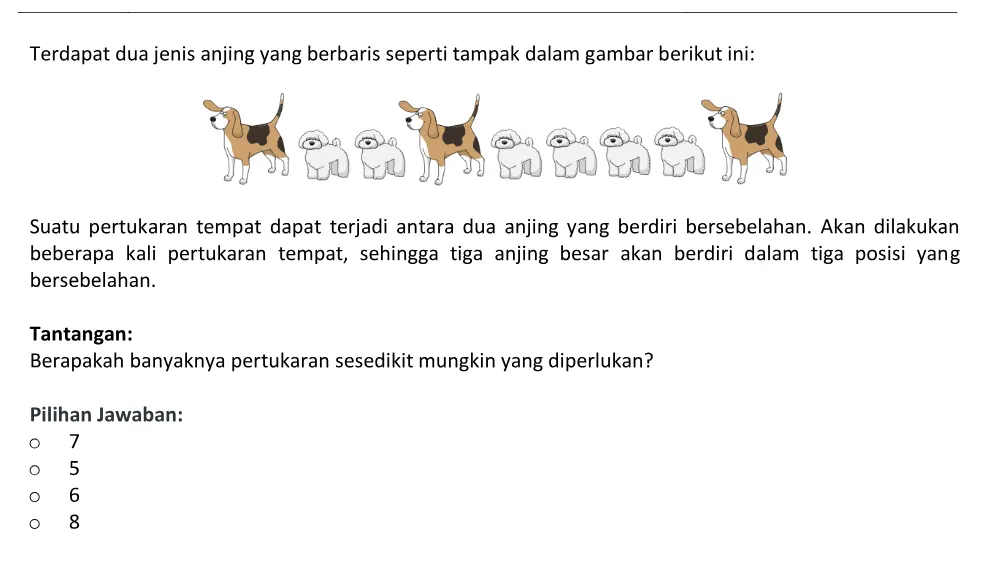 Terdapat dua jenis anjing yang berbaris seperti tampak dalam gambar berikut ini:
Suatu pertukaran tempat dapat terjadi antara dua anjing yang berdiri bersebelahan. Akan dilakukan
beberapa kali pertukaran tempat, sehingga tiga anjing besar akan berdiri dalam tiga posisi yang
bersebelahan.
Tantangan:
Berapakah banyaknya pertukaran sesedikit mungkin yang diperlukan?
Pilihan Jawaban:
○ 7
○ 5
○ 6
○ 8